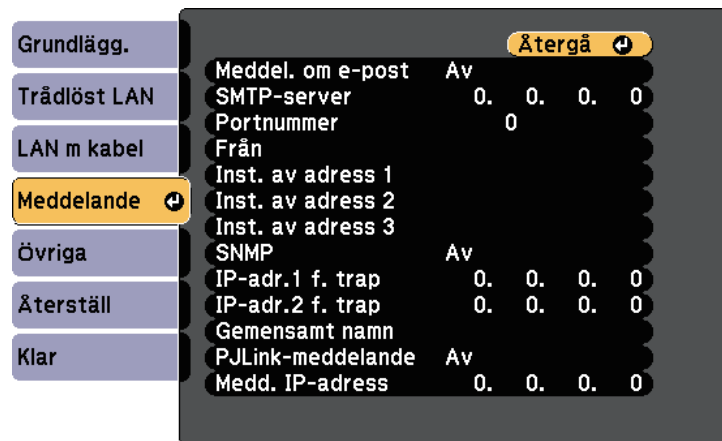 Grundlägg.
Trådlöst LAN
LAN m kabel
Meddelande
Övriga
Återställ
Klar
Återgå
Meddel. om e-post Av
SMTP-server 0. 0. 0. 0
Portnummer 0
Från
Inst. av adress 1
Inst. av adress 2
Inst. av adress 3
SNMP Av
IP-adr.1 f. trap 0. 0. 0. 0
IP-adr.2 f. trap 0. 0. 0. 0
Gemensamt namn
PJLink-meddelande Av
Medd. IP-adress 0. 0. 0. 0